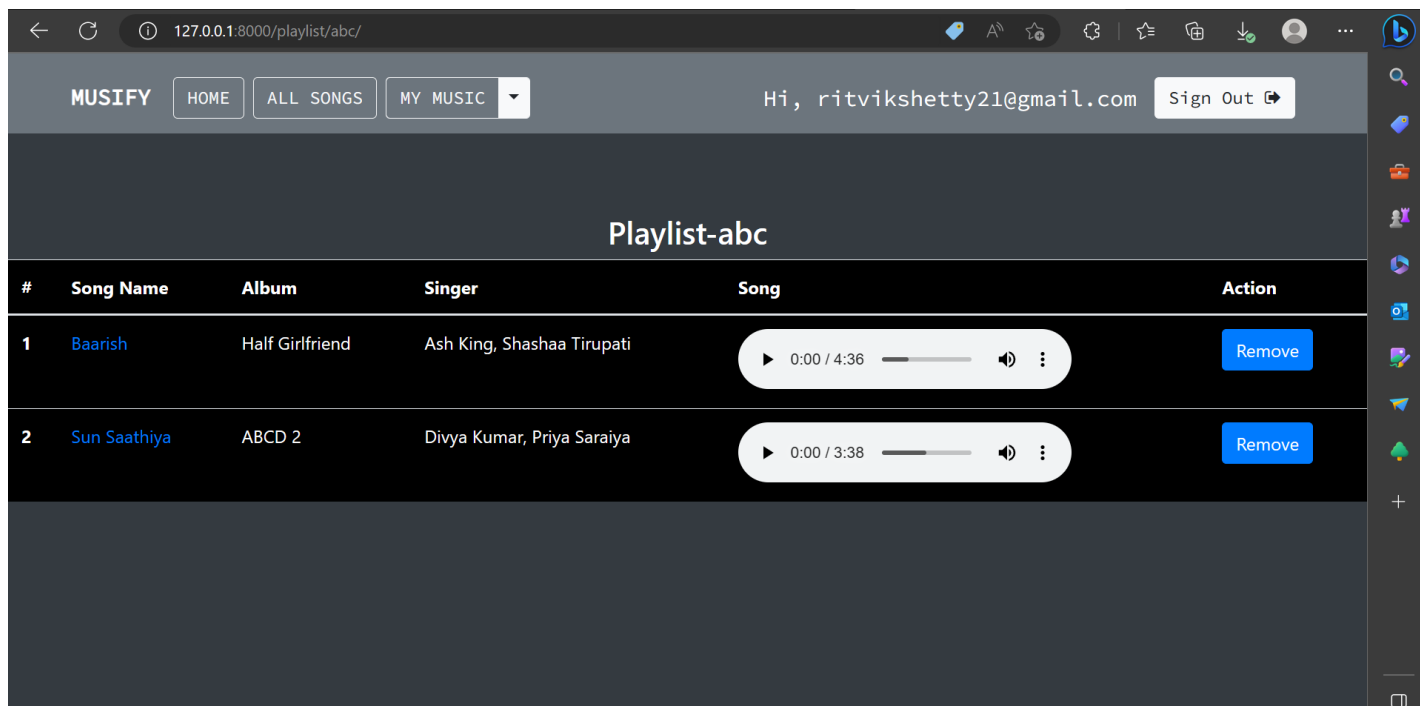 127.0.0.1:8000/playlist/abc/
MUSIFY HOME ALL SONGS MY MUSIC Hi, ritvikshetty21@gmail.com Sign Out
Playlist-abc
# Song Name Album Singer Song Action
1 Baarish Half Girlfriend Ash King, Shashaa Tirupati 0:00 / 4:36 Remove
2 Sun Saathiya ABCD 2 Divya Kumar, Priya Saraiya 0:00 / 3:38 Remove